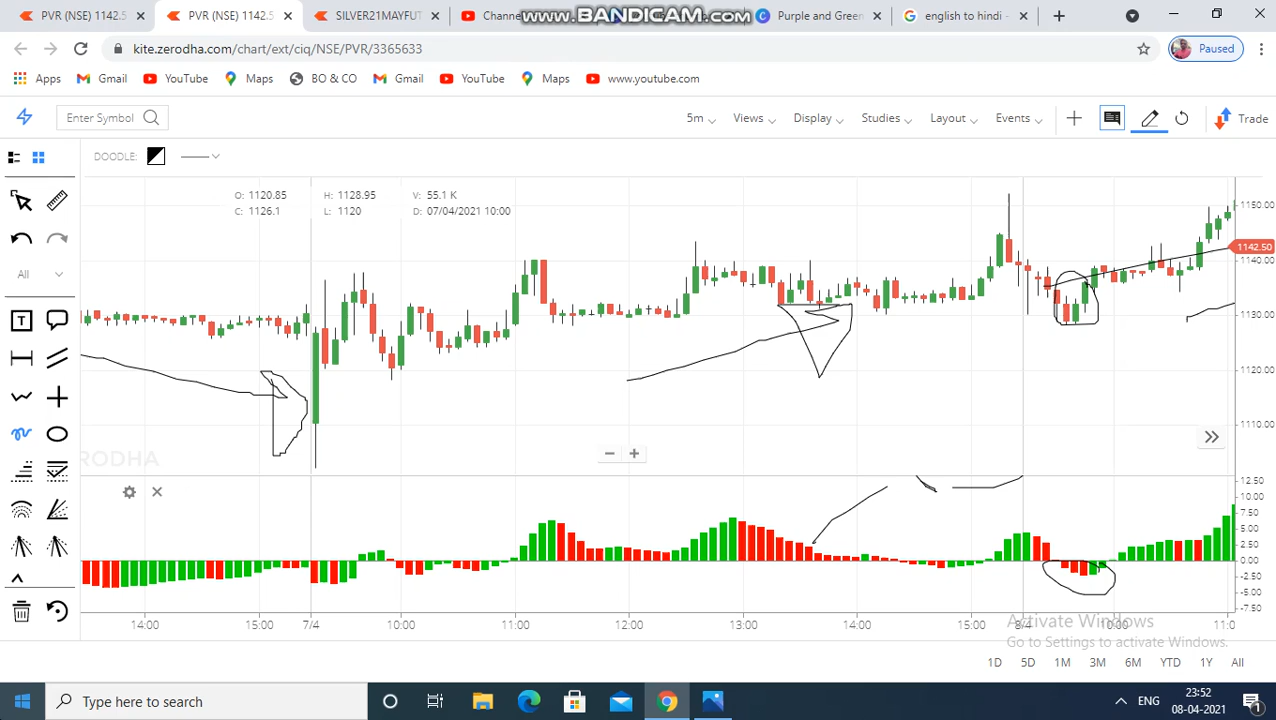 PVR (NSE) 1142.5
PVR (NSE) 1142.5
SILVER21MAYFUT
Channel
www.BANDICAM.com
Purple and Green
english to hindi -
kite.zerodha.com/chart/ext/ciq/NSE/PVR/3365633
Paused
Apps
Gmail
YouTube
Maps
BO & CO
Gmail
YouTube
Maps
www.youtube.com
Enter Symbol
5m
Views
Display
Studies
Layout
Events
Trade
DOODLE:
O: 1120.85
H: 1128.95
V: 55.1 K
C: 1126.1
L: 1120
D: 07/04/2021 10:00
1150.00
1142.50
1140.00
1130.00
1120.00
1110.00
All
T
ERODHA
12.50
10.00
7.50
5.00
2.50
0.00
-2.50
-5.00
-7.50
14:00
15:00
7/4
10:00
11:00
12:00
13:00
14:00
15:00
8/4
10:00
11:0
Activate Windows
Go to Settings to activate Windows.
1D
5D
1M
3M
6M
YTD
1Y
All
Type here to search
ENG
23:52
08-04-2021
1